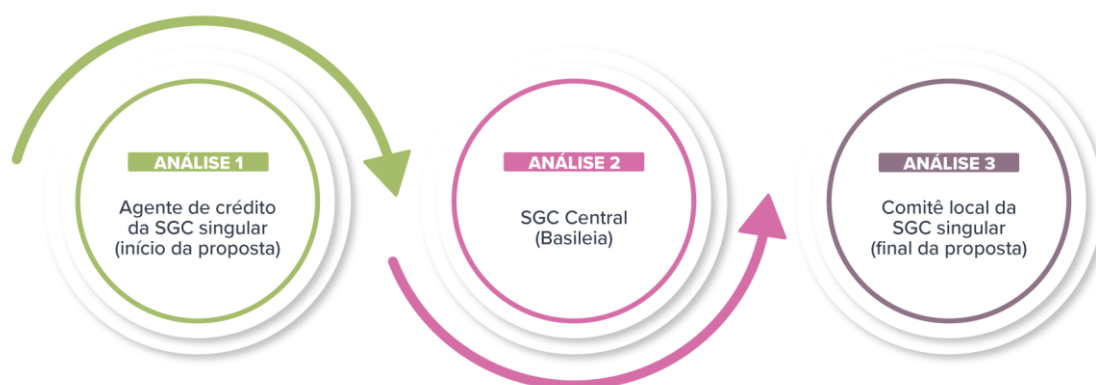 ANÁLISE 1
Agente de crédito
da SGC singular
(início da proposta)
ANÁLISE 2
SGC Central
(Basileia)
ANÁLISE 3
Comitê local da
SGC singular
(final da proposta)